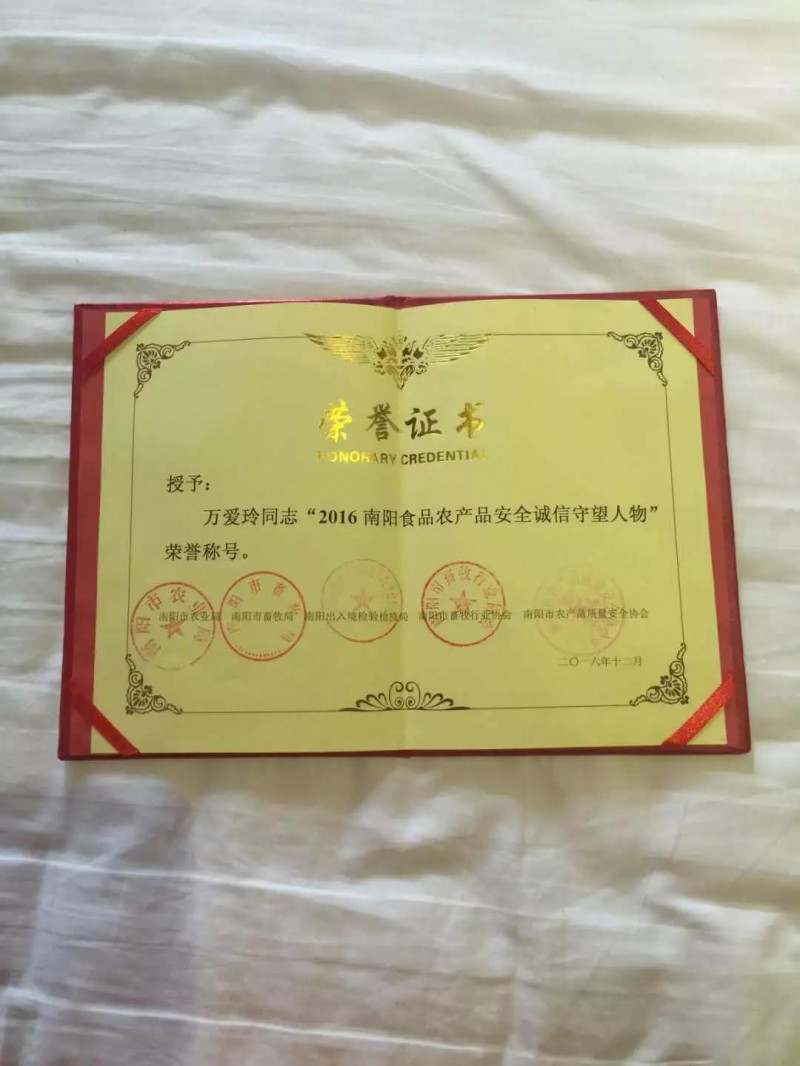 荣誉证书
HONORARY CREDENTIAL
授予：
万爱玲同志“2016南阳食品农产品安全诚信守望人物”
荣誉称号。
南阳市农业局 南阳市畜牧局 南阳出入境检验检疫局 南阳市畜牧行业协会 南阳市农产品质量安全协会
二〇一六年十二月